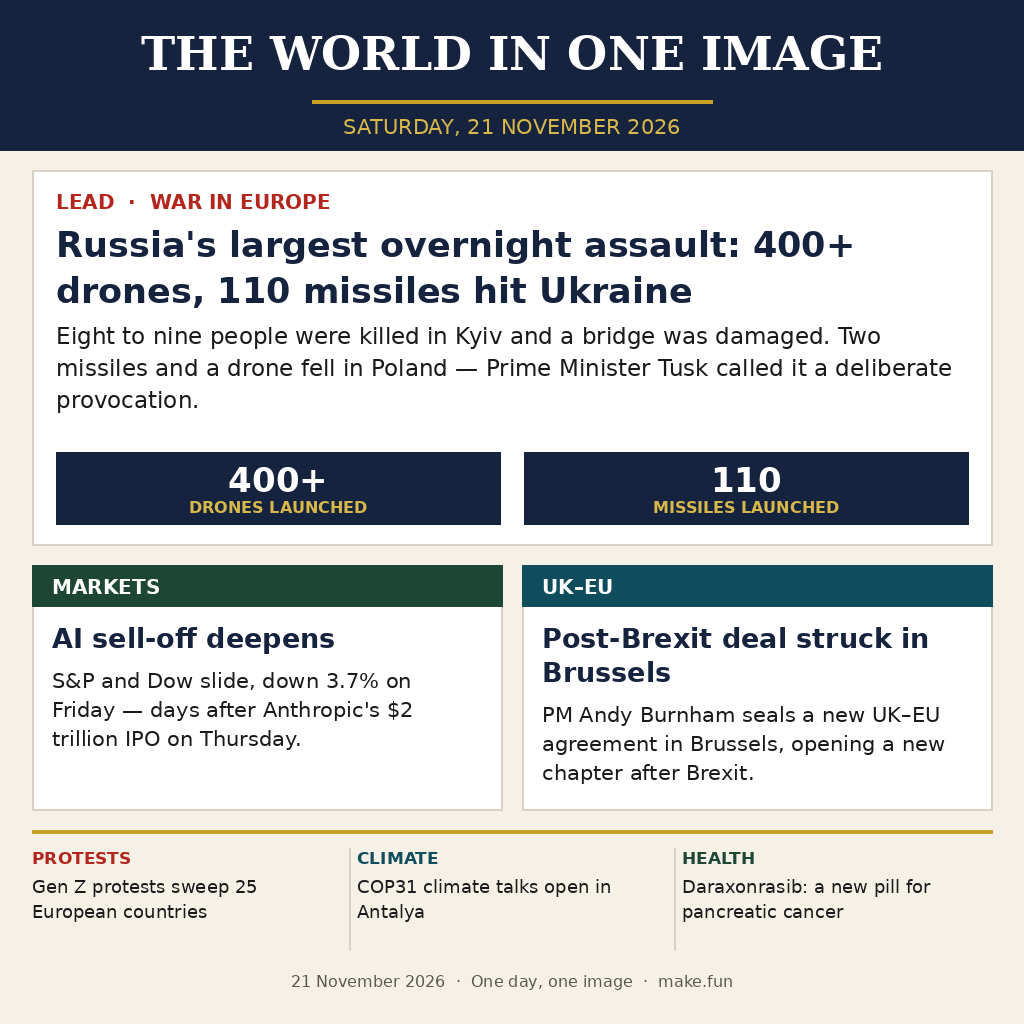 THE WORLD IN ONE IMAGE
SATURDAY, 21 NOVEMBER 2026
LEAD · WAR IN EUROPE
Russia's largest overnight assault: 400+
drones, 110 missiles hit Ukraine
Eight to nine people were killed in Kyiv and a bridge was damaged. Two
missiles and a drone fell in Poland — Prime Minister Tusk called it a deliberate
provocation.
400+
DRONES LAUNCHED
110
MISSILES LAUNCHED
MARKETS
AI sell-off deepens
S&P and Dow slide, down 3.7% on
Friday — days after Anthropic's $2
trillion IPO on Thursday.
UK–EU
Post-Brexit deal struck in
Brussels
PM Andy Burnham seals a new UK–EU
agreement in Brussels, opening a new
chapter after Brexit.
PROTESTS
Gen Z protests sweep 25
European countries
CLIMATE
COP31 climate talks open in
Antalya
HEALTH
Daraxonrasib: a new pill for
pancreatic cancer
21 November 2026 · One day, one image · make.fun